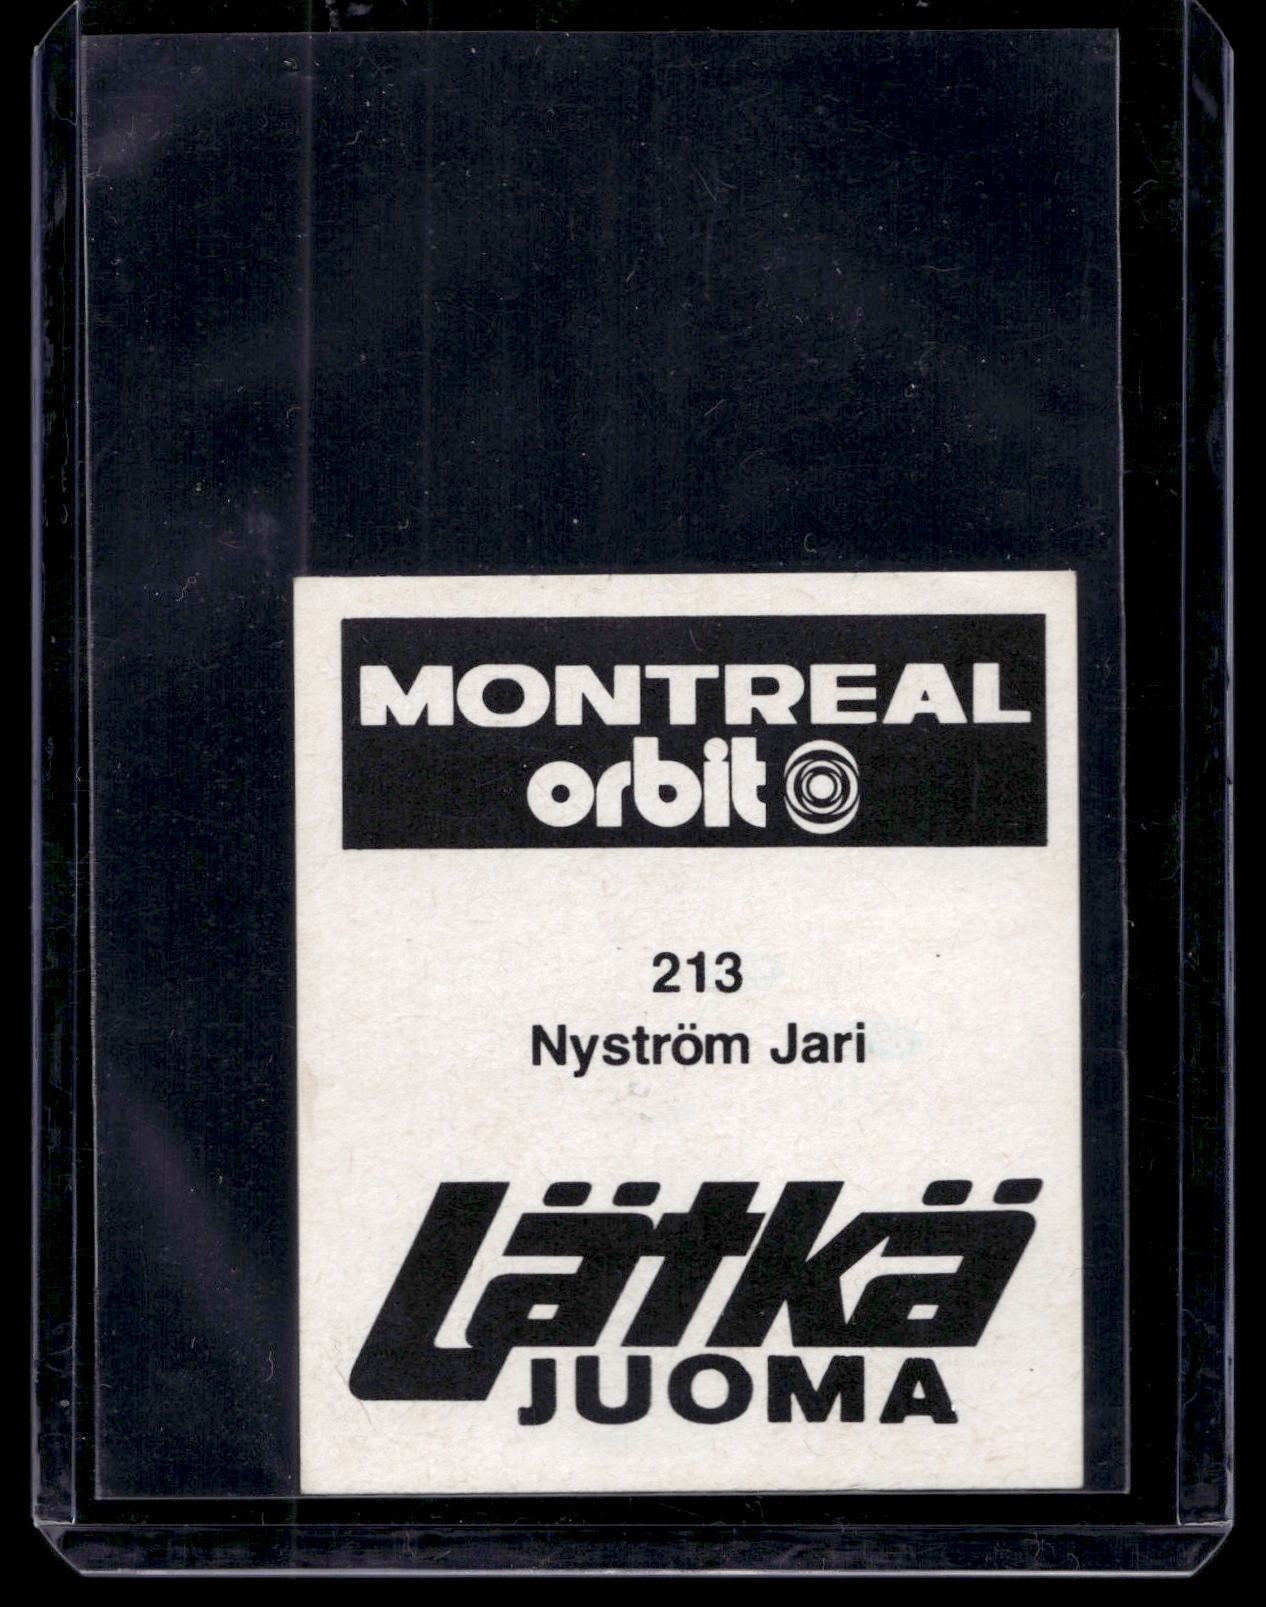 MONTREAL
orbit
213
Nyström Jari
Lätkä
JUOMA